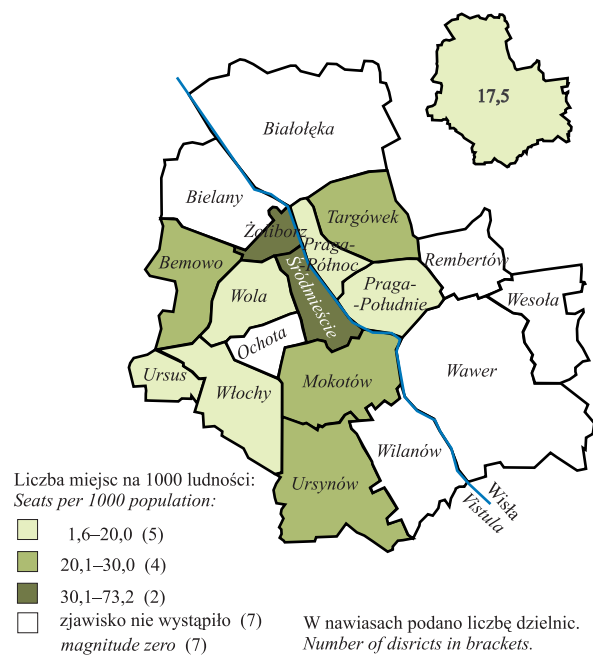 17,5
Białołęka
Bielany
Targówek
Żoliborz
Praga-
-Północ
Rembertów
Bemowo
Śródmieście
Praga-
-Południe
Wola
Wesoła
Ochota
Wawer
Ursus
Włochy
Mokotów
Wilanów
Ursynów
Wisła
Vistula
Liczba miejsc na 1000 ludności:
Seats per 1000 population:
1,6–20,0 (5)
20,1–30,0 (4)
30,1–73,2 (2)
zjawisko nie wystąpiło (7)
magnitude zero (7)
W nawiasach podano liczbę dzielnic.
Number of disricts in brackets.